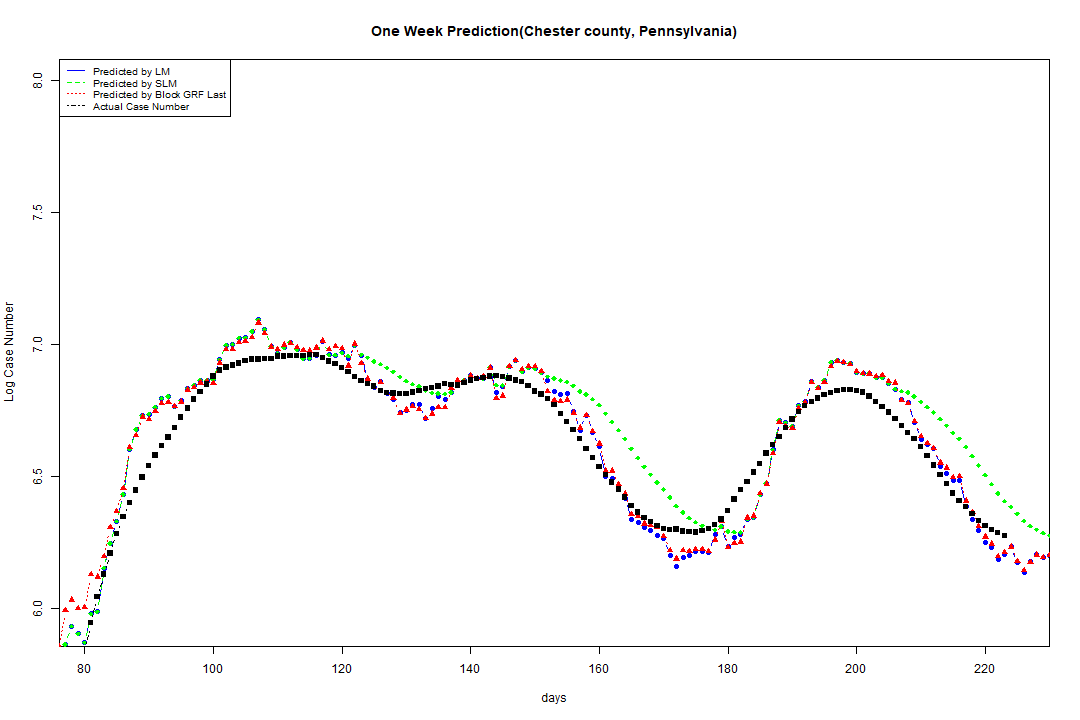 One Week Prediction(Chester county, Pennsylvania)
Predicted by LM
Predicted by SLM
Predicted by Block GRF Last
Actual Case Number
Log Case Number
8.0
7.5
7.0
6.5
6.0
80 100 120 140 160 180 200 220
days